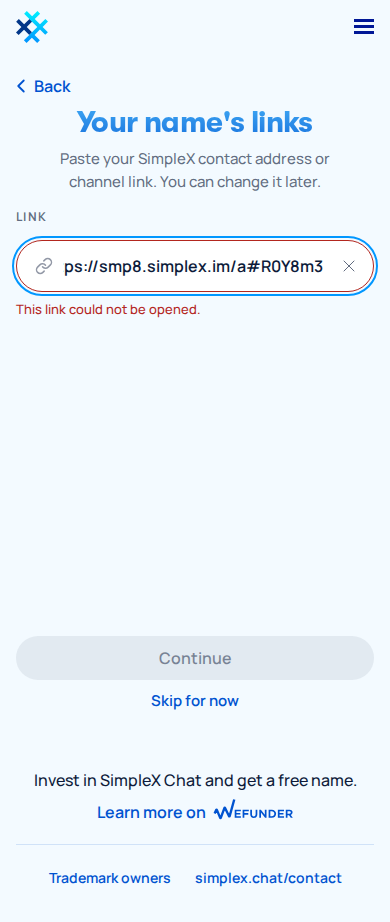 Back
Your name's links
Paste your SimpleX contact address or
channel link. You can change it later.
LINK
ps://smp8.simplex.im/a#R0Y8m3
This link could not be opened.
Continue
Skip for now
Invest in SimpleX Chat and get a free name.
Learn more on WEFUNDER
Trademark owners simplex.chat/contact